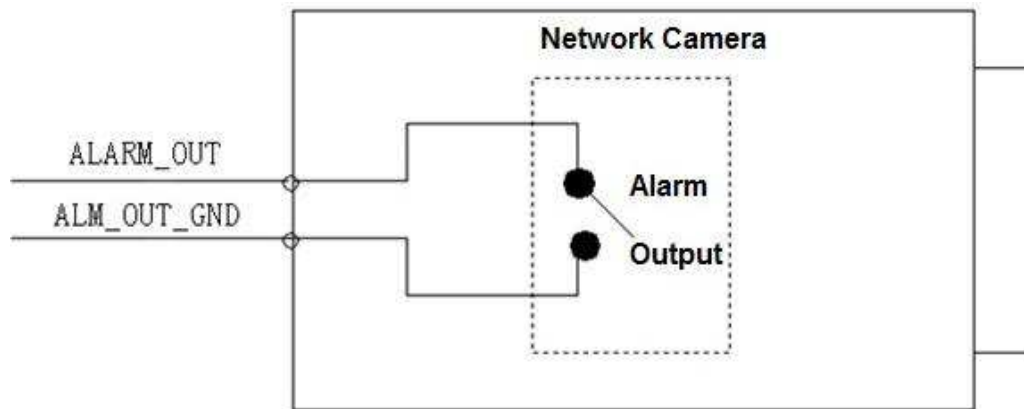 Network Camera
ALARM_OUT
Alarm
ALM_OUT_GND
Output